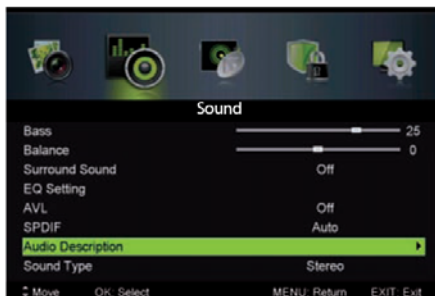 Sound
Bass 25
Balance 0
Surround Sound Off
EQ Setting
AVL Off
SPDIF Auto
Audio Description
Sound Type Stereo
Move OK: Select MENU: Return EXIT: Exit